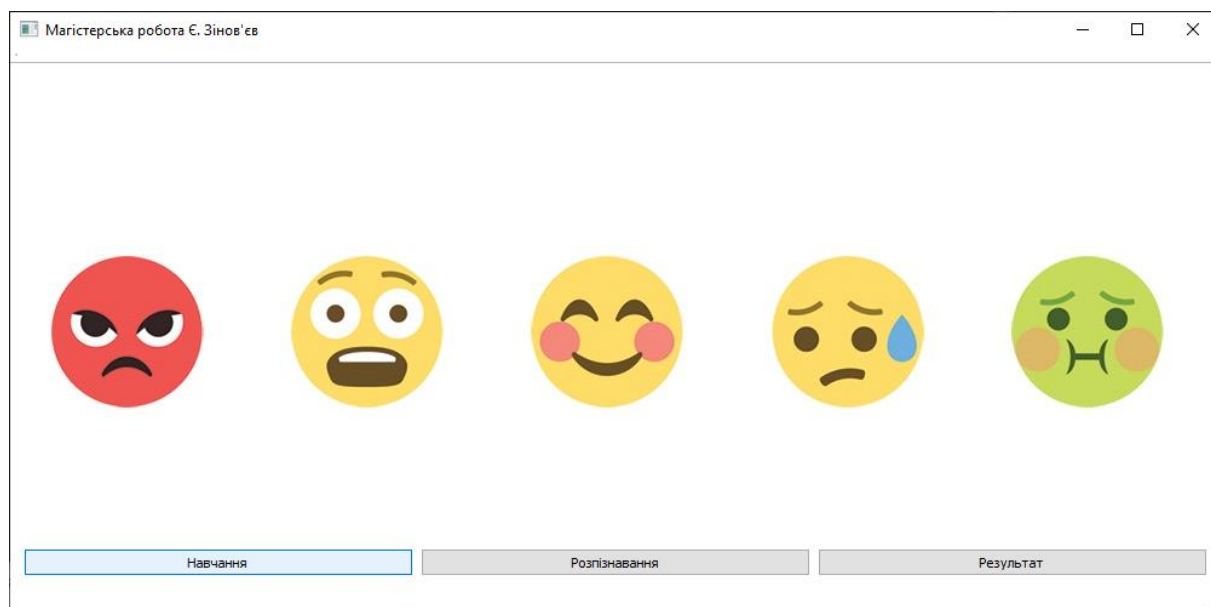 Магістерська робота Є. Зінов'єв
Навчання
Розпізнавання
Результат